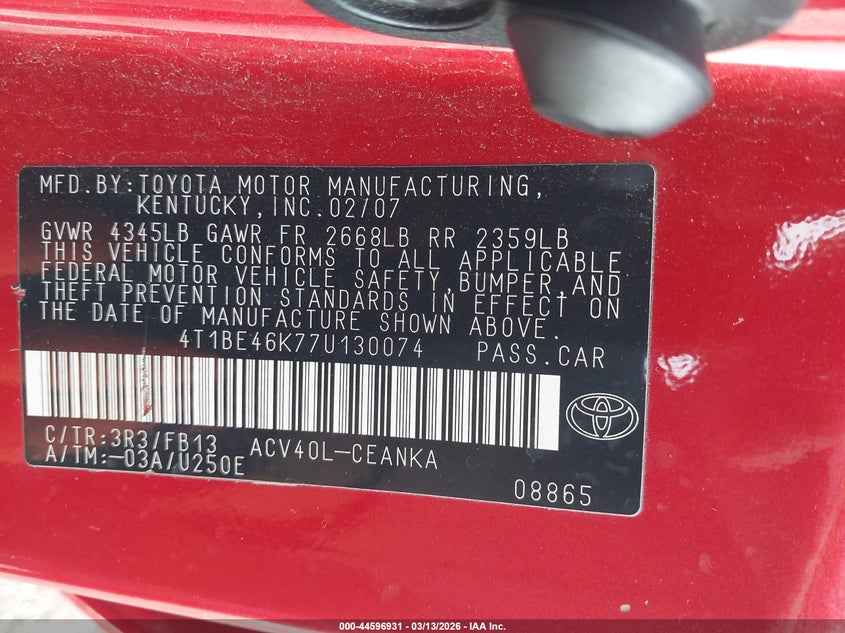 MFD.BY:TOYOTA MOTOR MANUFACTURING,
KENTUCKY,INC.02/07
GVWR 4345LB GAWR FR 2668LB RR 2359LB
THIS VEHICLE CONFORMS TO ALL APPLICABLE
FEDERAL MOTOR VEHICLE SAFETY,BUMPER,AND
THEFT PREVENTION STANDARDS IN EFFECT ON
THE DATE OF MANUFACTURE SHOWN ABOVE.
4T1BE46K77U130074 PASS.CAR
C/TR:3R3/FB13 ACV40L-CEANKA
A/TM:-03A/U250E
08865
000-44596931 - 03/13/2026 - IAA Inc.